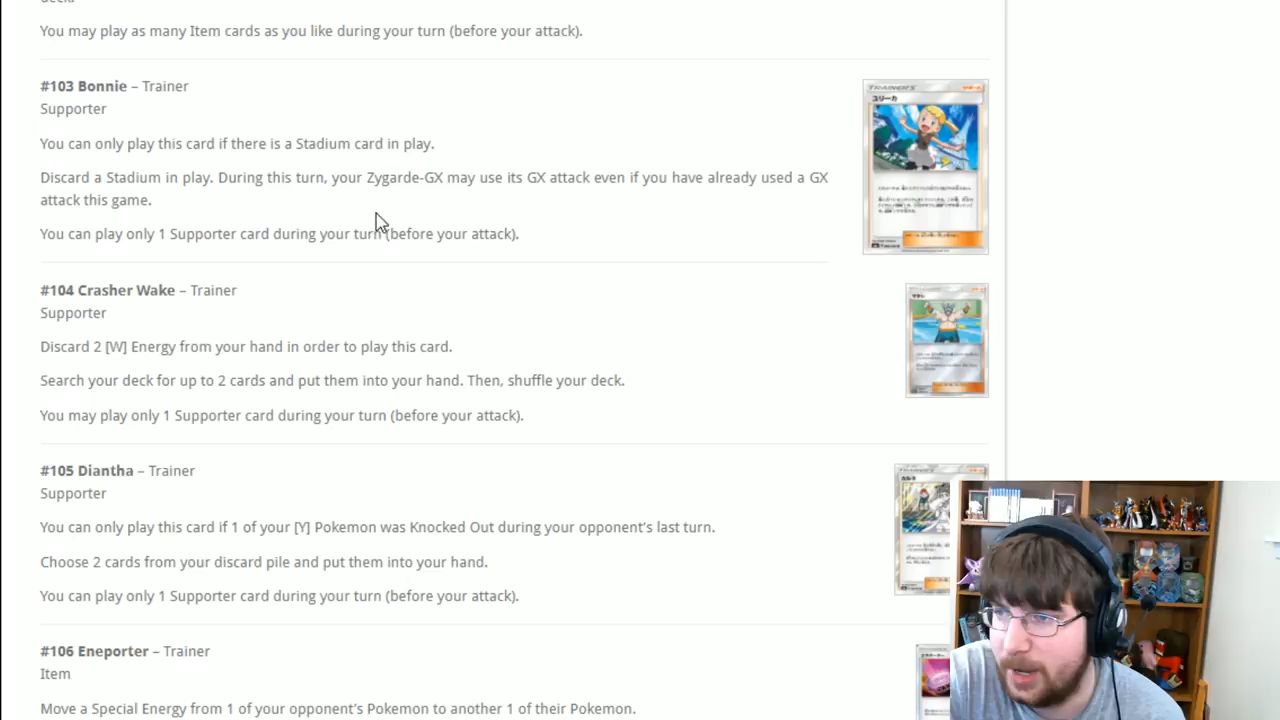 deck.
You may play as many Item cards as you like during your turn (before your attack).
#103 Bonnie – Trainer
Supporter
You can only play this card if there is a Stadium card in play.
Discard a Stadium in play. During this turn, your Zygarde-GX may use its GX attack even if you have already used a GX
attack this game.
You can play only 1 Supporter card during your turn (before your attack).
TRAINERS
ユリーカ
#104 Crasher Wake – Trainer
Supporter
Discard 2 [W] Energy from your hand in order to play this card.
Search your deck for up to 2 cards and put them into your hand. Then, shuffle your deck.
You may play only 1 Supporter card during your turn (before your attack).
#105 Diantha – Trainer
Supporter
You can only play this card if 1 of your [Y] Pokemon was Knocked Out during your opponent's last turn.
Choose 2 cards from your discard pile and put them into your hand.
You can play only 1 Supporter card during your turn (before your attack).
#106 Eneporter – Trainer
Item
Move a Special Energy from 1 of your opponent's Pokemon to another 1 of their Pokemon.